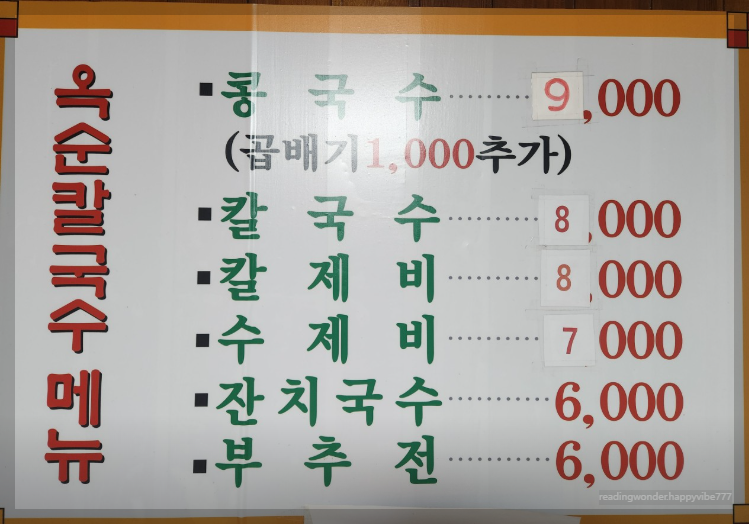 옥순칼국수 메뉴
■ 콩 국 수 ········ 9,000
(곱배기1,000추가)
■ 칼 국 수 ········ 8,000
■ 칼 제 비 ········ 8,000
■ 수 제 비 ········ 7 000
■ 잔치국수 ········ 6,000
■ 부 추 전 ········ 6,000
readingwonder.happyvibe777